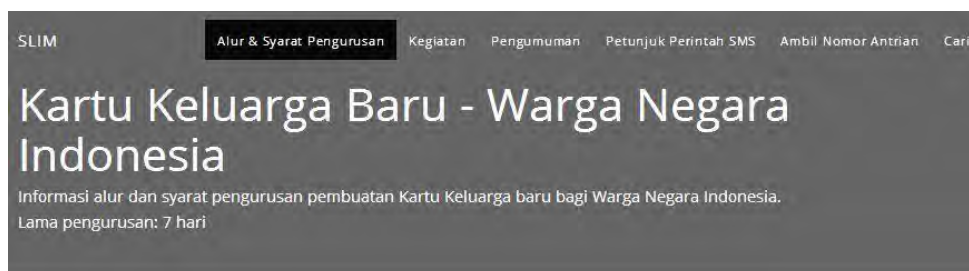 SLIM Alur & Syarat Pengurusan Kegiatan Pengumuman Petunjuk Perintah SMS Ambil Nomor Antrian Cari
Kartu Keluarga Baru - Warga Negara
Indonesia
Informasi alur dan syarat pengurusan pembuatan Kartu Keluarga baru bagi Warga Negara Indonesia.
Lama pengurusan: 7 hari